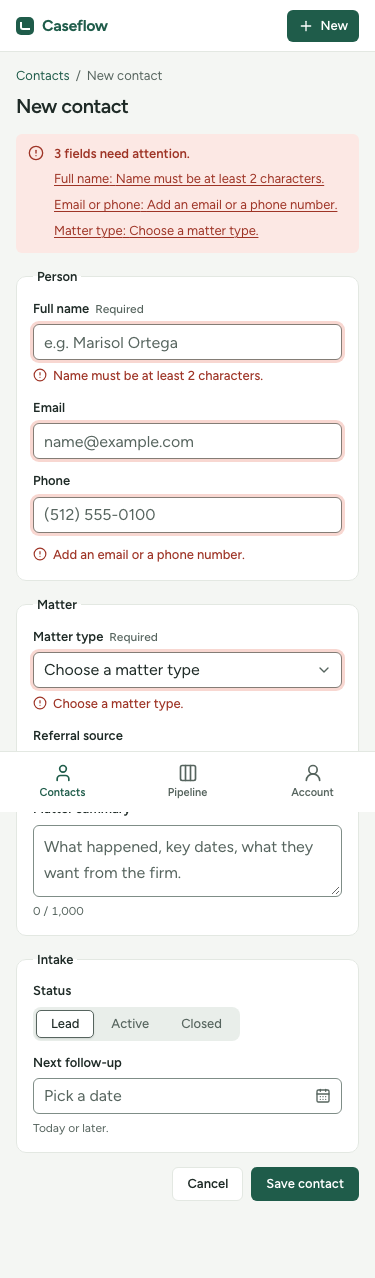 Caseflow
New
Contacts / New contact
New contact
3 fields need attention.
Full name: Name must be at least 2 characters.
Email or phone: Add an email or a phone number.
Matter type: Choose a matter type.
Person
Full name Required
e.g. Marisol Ortega
Name must be at least 2 characters.
Email
name@example.com
Phone
(512) 555-0100
Add an email or a phone number.
Matter
Matter type Required
Choose a matter type
Choose a matter type.
Referral source
Contacts
Pipeline
Account
What happened, key dates, what they
want from the firm.
0 / 1,000
Intake
Status
Lead
Active
Closed
Next follow-up
Pick a date
Today or later.
Cancel
Save contact